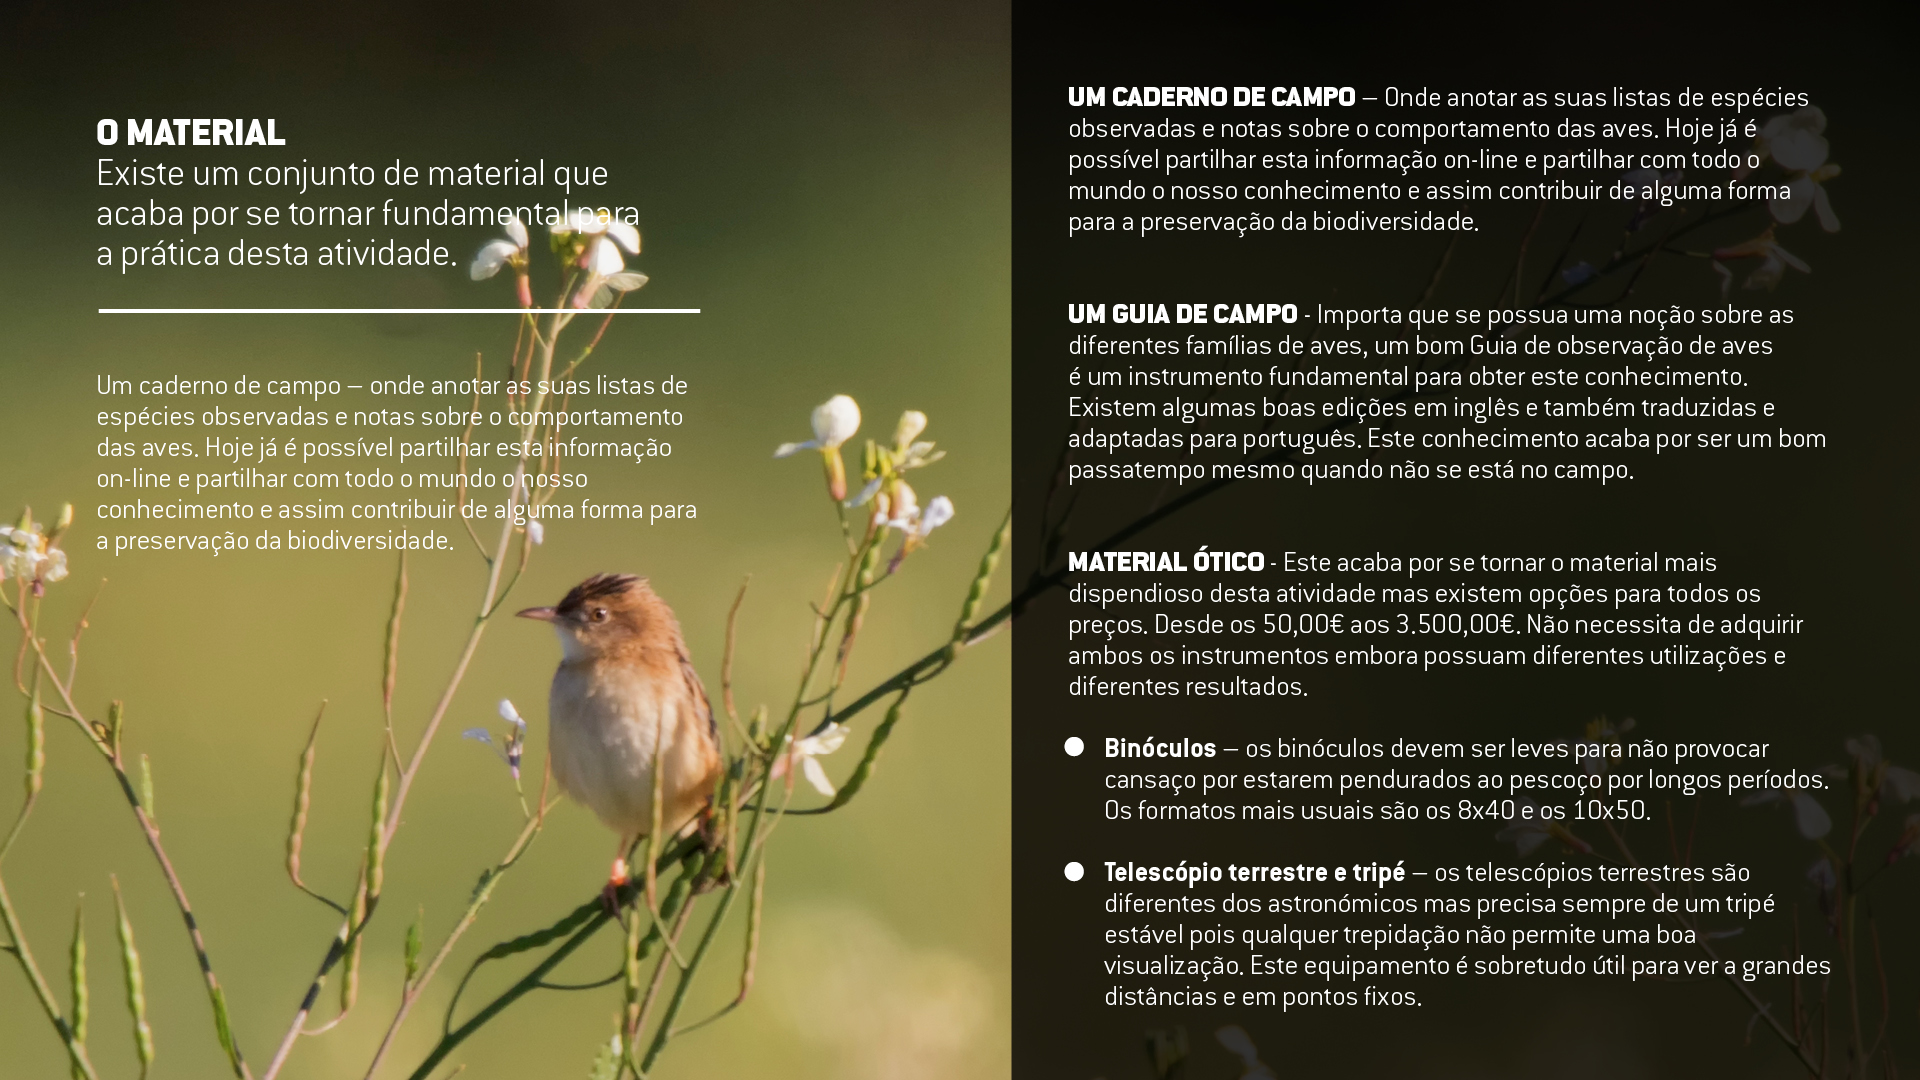 O MATERIAL
Existe um conjunto de material que
acaba por se tornar fundamental para
a prática desta atividade.
Um caderno de campo – onde anotar as suas listas de
espécies observadas e notas sobre o comportamento
das aves. Hoje já é possível partilhar esta informação
on-line e partilhar com todo o mundo o nosso
conhecimento e assim contribuir de alguma forma para
a preservação da biodiversidade.
UM CADERNO DE CAMPO – Onde anotar as suas listas de espécies
observadas e notas sobre o comportamento das aves. Hoje já é
possível partilhar esta informação on-line e partilhar com todo o
mundo o nosso conhecimento e assim contribuir de alguma forma
para a preservação da biodiversidade.
UM GUIA DE CAMPO - Importa que se possua uma noção sobre as
diferentes famílias de aves, um bom Guia de observação de aves
é um instrumento fundamental para obter este conhecimento.
Existem algumas boas edições em inglês e também traduzidas e
adaptadas para português. Este conhecimento acaba por ser um bom
passatempo mesmo quando não se está no campo.
MATERIAL ÓTICO - Este acaba por se tornar o material mais
dispendioso desta atividade mas existem opções para todos os
preços. Desde os 50,00€ aos 3.500,00€. Não necessita de adquirir
ambos os instrumentos embora possuam diferentes utilizações e
diferentes resultados.
● Binóculos – os binóculos devem ser leves para não provocar
cansaço por estarem pendurados ao pescoço por longos períodos.
Os formatos mais usuais são os 8x40 e os 10x50.
● Telescópio terrestre e tripé – os telescópios terrestres são
diferentes dos astronómicos mas precisa sempre de um tripé
estável pois qualquer trepidação não permite uma boa
visualização. Este equipamento é sobretudo útil para ver a grandes
distâncias e em pontos fixos.